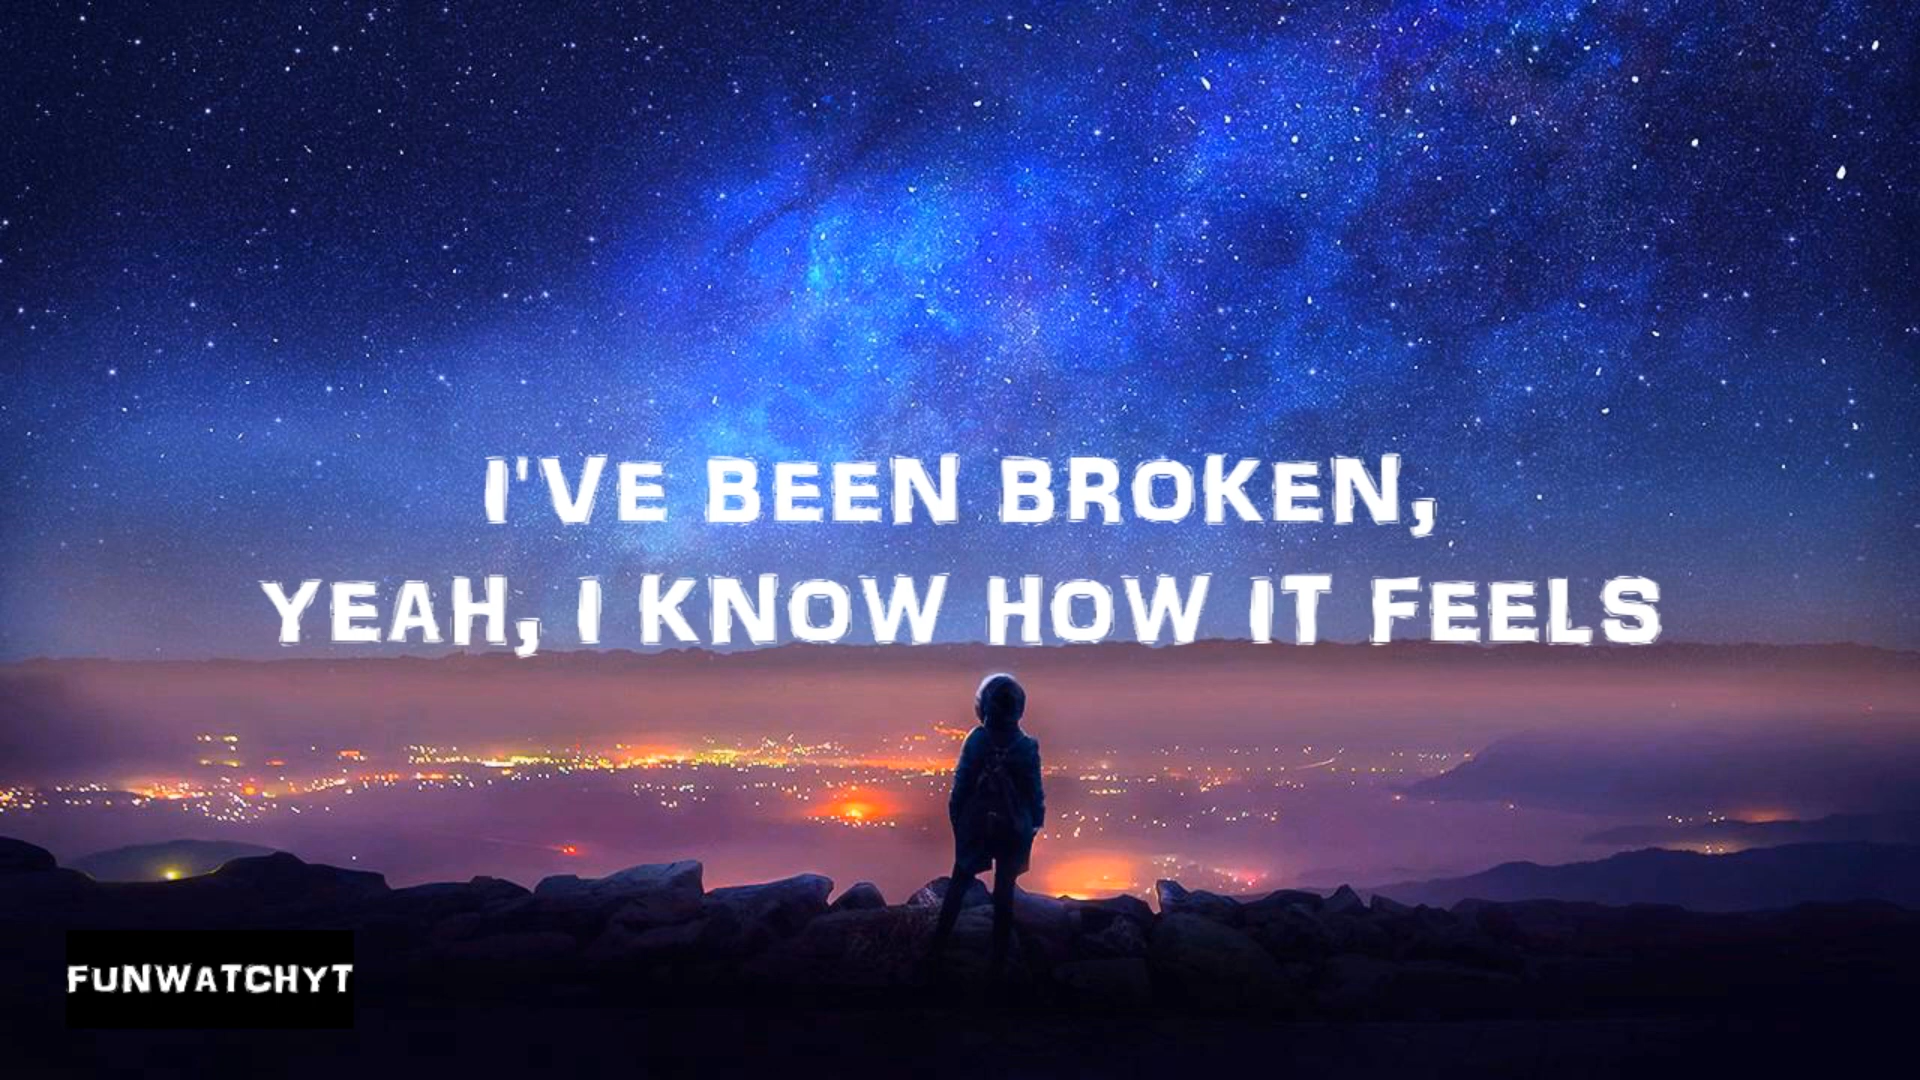 I'VE BEEN BROKEN,
YEAH, I KNOW HOW IT FEELS
FUNWATCHYT